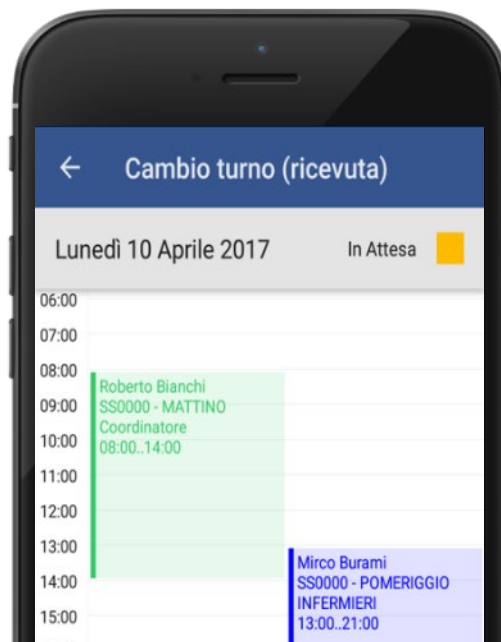 Cambio turno (ricevuta)
Lunedì 10 Aprile 2017
In Attesa
06:00
07:00
08:00
09:00
10:00
11:00
12:00
13:00
14:00
15:00
Roberto Bianchi
SS0000 - MATTINO
Coordinatore
08:00..14:00
Mirco Burami
SS0000 - POMERIGGIO
INFERMIERI
13:00..21:00